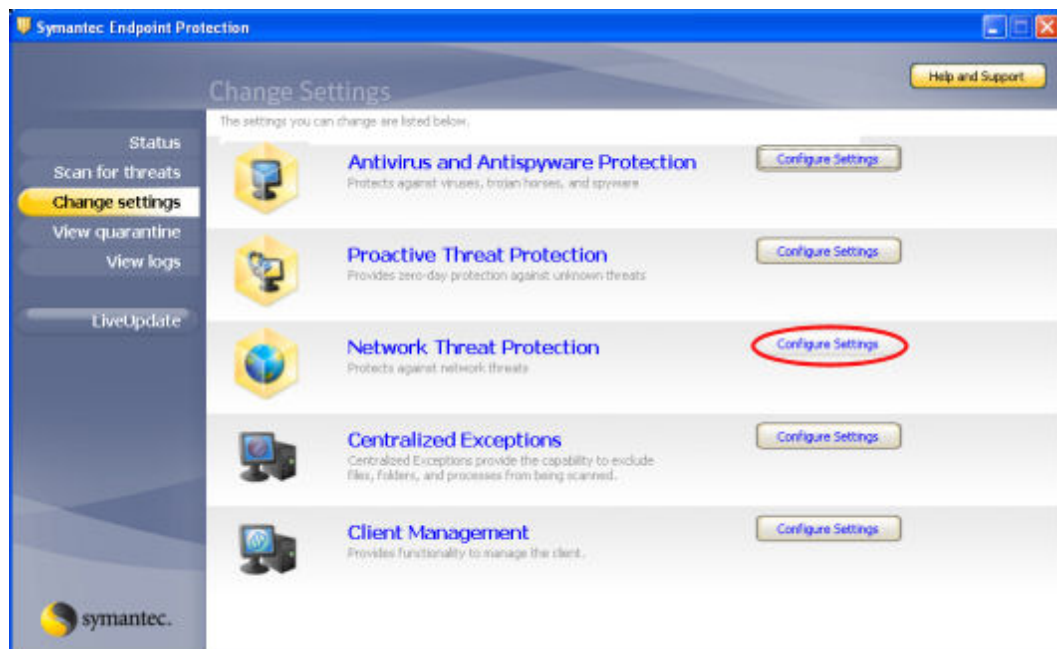 Symantec Endpoint Protection
Change Settings
Help and Support
The settings you can change are listed below.
Status
Scan for threats
Change settings
View quarantine
View logs
LiveUpdate
Antivirus and Antispyware Protection
Protects against viruses, trojan horses, and spyware
Configure Settings
Proactive Threat Protection
Provides zero-day protection against unknown threats
Configure Settings
Network Threat Protection
Protects against network threats
Configure Settings
Centralized Exceptions
Centralized Exceptions provide the capability to exclude
files, folders, and processes from being scanned.
Configure Settings
Client Management
Provides functionality to manage the client.
Configure Settings
symantec.